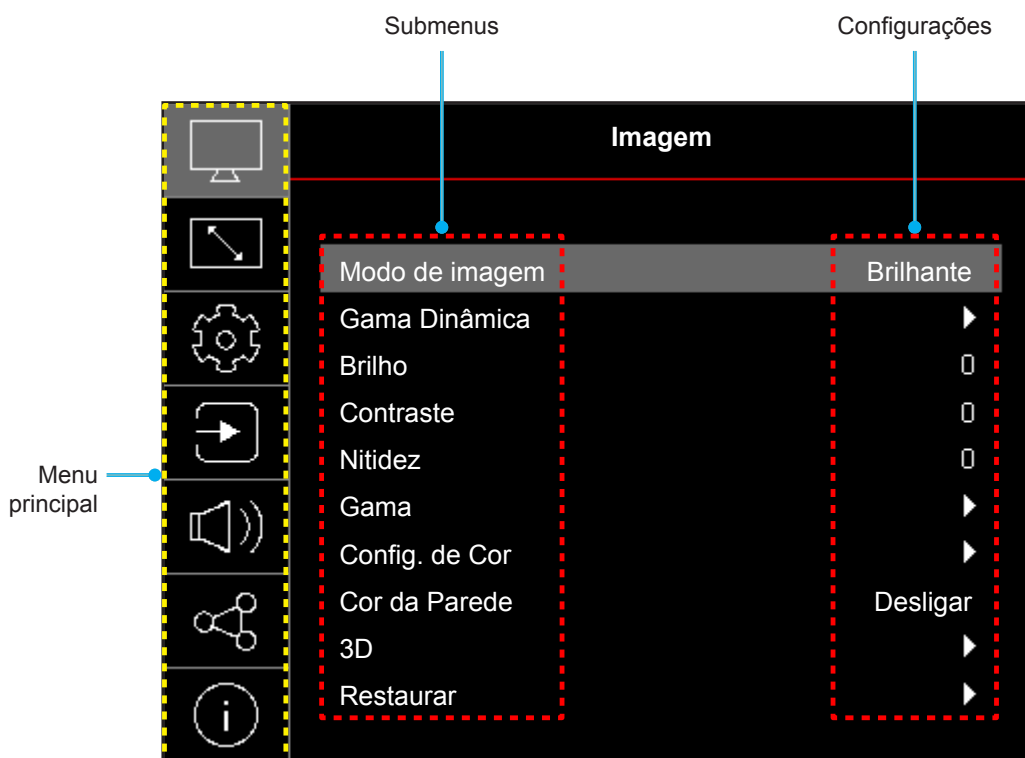 Submenus
Configurações
Imagem
Modo de imagem Brilhante
Gama Dinâmica
Brilho 0
Contraste 0
Nitidez 0
Menu
principal
Gama
Config. de Cor
Cor da Parede Desligar
3D
Restaurar
i